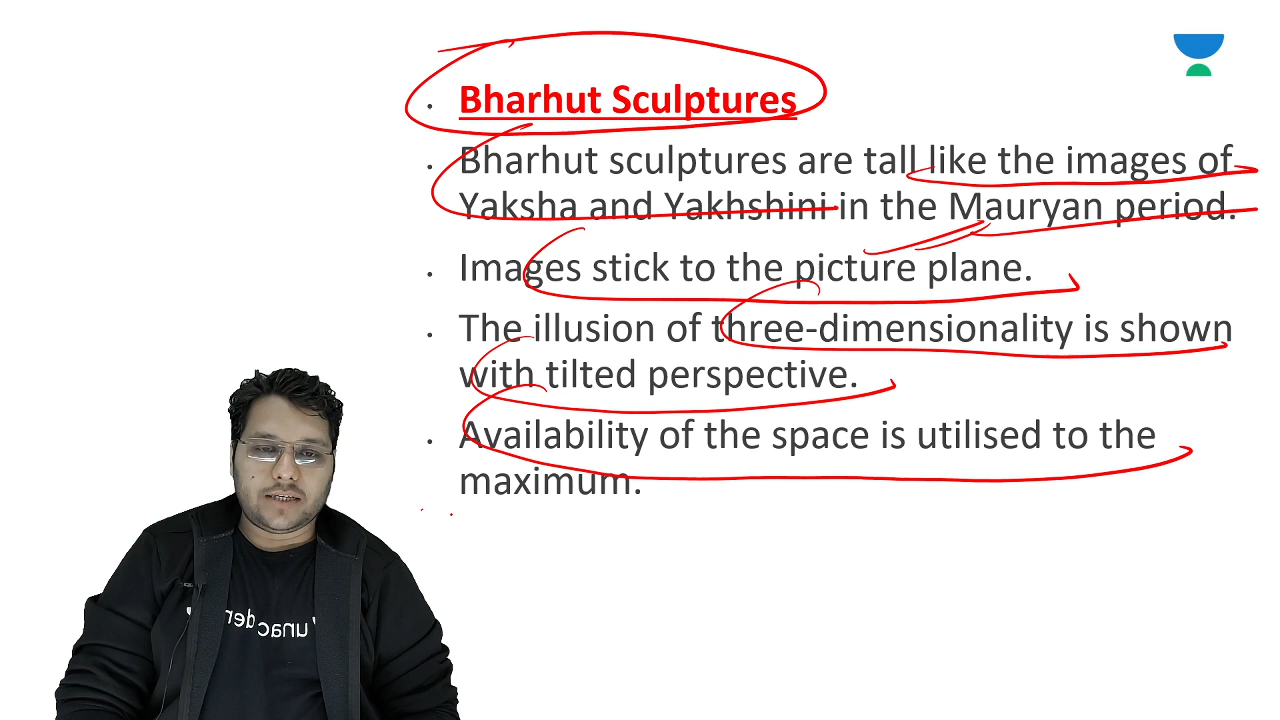 Bharhut Sculptures
Bharhut sculptures are tall like the images of
Yaksha and Yakhshini in the Mauryan period.
Images stick to the picture plane.
The illusion of three-dimensionality is shown
with tilted perspective.
Availability of the space is utilised to the
maximum.
unacadem